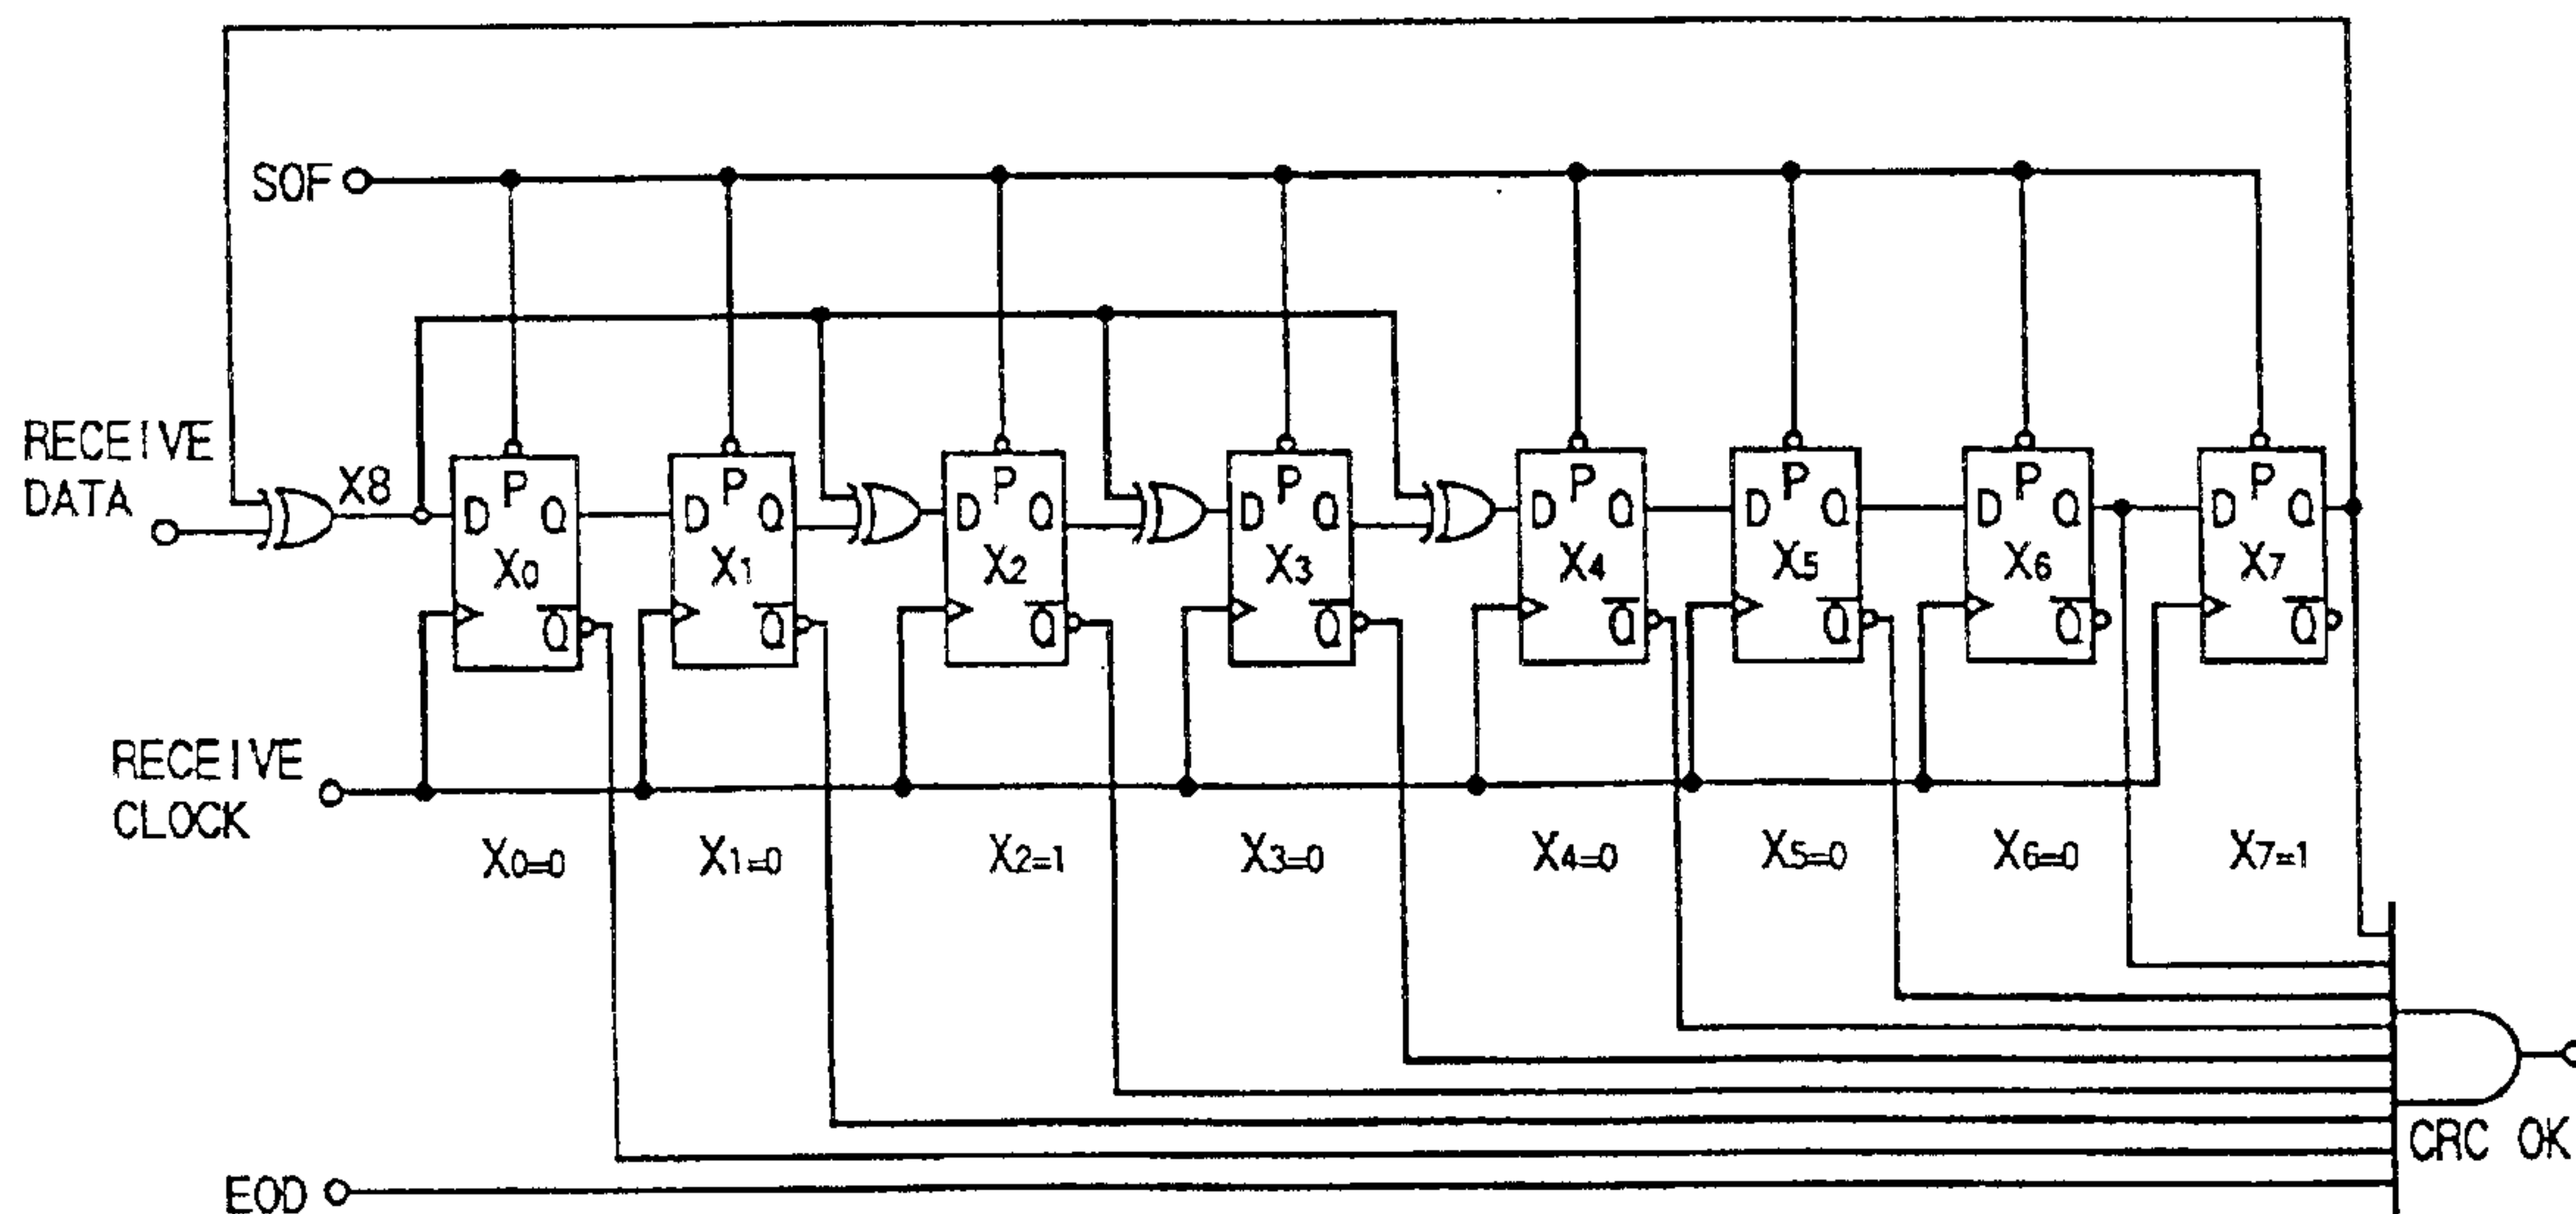 SOF
RECEIVE
DATA
X8
P
D Q
X0
Q̅
P
D Q
X1
Q̅
P
D Q
X2
Q̅
P
D Q
X3
Q̅
P
D Q
X4
Q̅
P
D Q
X5
Q̅
P
D Q
X6
Q̅
P
D Q
X7
Q̅
RECEIVE
CLOCK
X0=0 X1=0 X2=1 X3=0 X4=0 X5=0 X6=0 X7=1
CRC OK
EOD